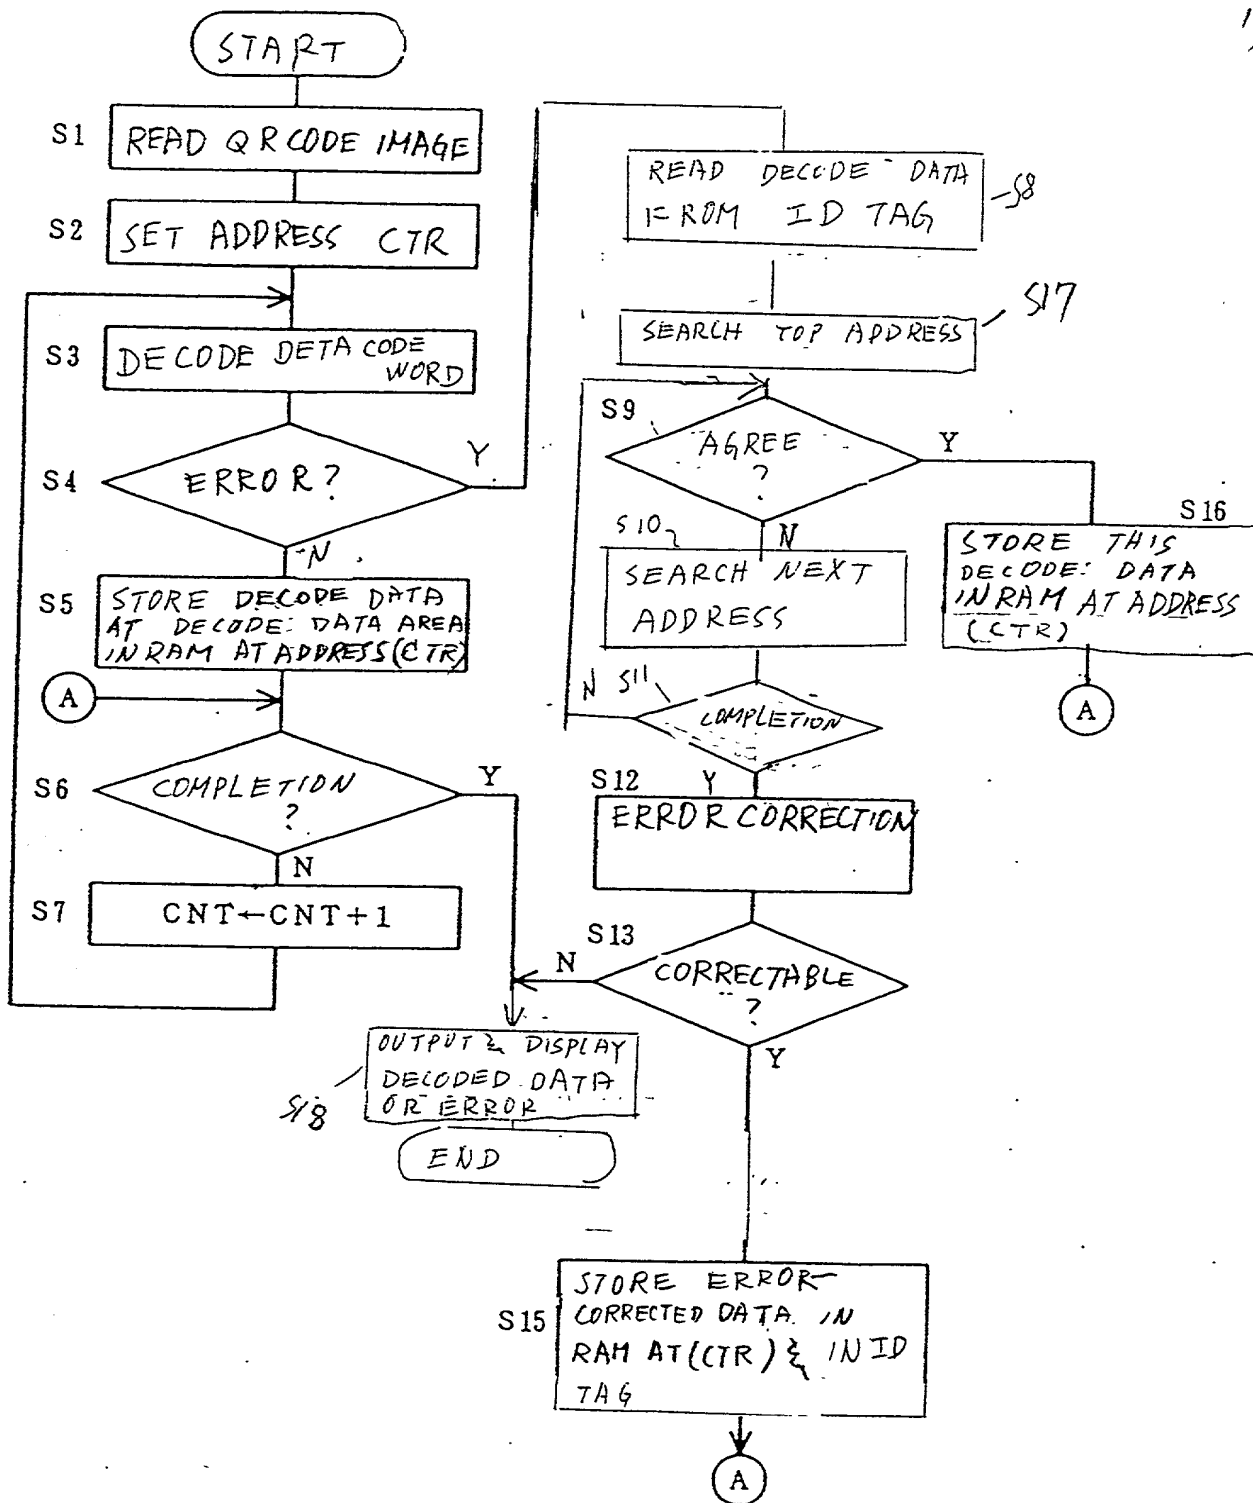 START
S1
READ QR CODE IMAGE
S2
SET ADDRESS CTR
S3
DECODE DETA CODE
WORD
S4
ERROR?
Y
N
S5
STORE DECODE DATA
AT DECODE DATA AREA
IN RAM AT ADDRESS (CTR)
A
S6
COMPLETION
?
Y
N
S7
CNT←CNT+1
READ DECODE DATA
FROM ID TAG
S8
SEARCH TOP ADDRESS
S17
S9
AGREE
?
Y
N
S10
SEARCH NEXT
ADDRESS
S16
STORE THIS
DECODE DATA
IN RAM AT ADDRESS
(CTR)
A
N
S11
COMPLETION
Y
S12
ERROR CORRECTION
S13
N
CORRECTABLE
?
Y
OUTPUT & DISPLAY
DECODED DATA
OR ERROR
S18
END
S15
STORE ERROR-
CORRECTED DATA IN
RAM AT (CTR) & IN ID
TAG
A